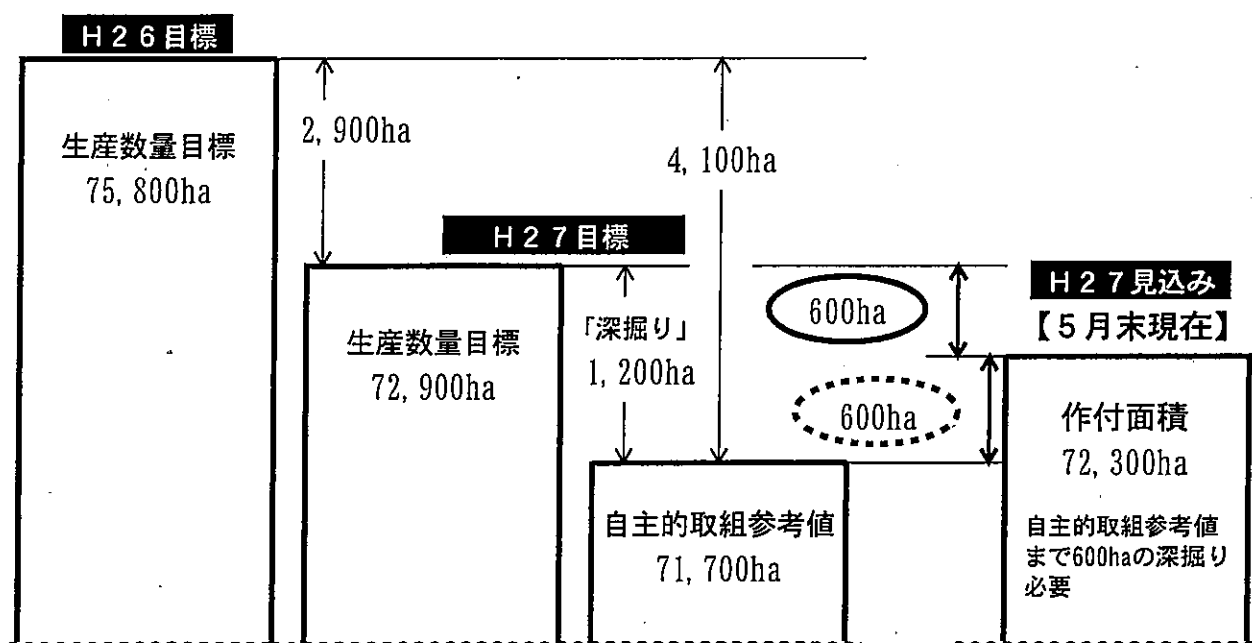 H26目標
生産数量目標
75,800ha
2,900ha
4,100ha
H27目標
生産数量目標
72,900ha
「深掘り」
1,200ha
自主的取組参考値
71,700ha
600ha
600ha
H27見込み
【5月末現在】
作付面積
72,300ha
自主的取組参考値
まで600haの深掘り
必要